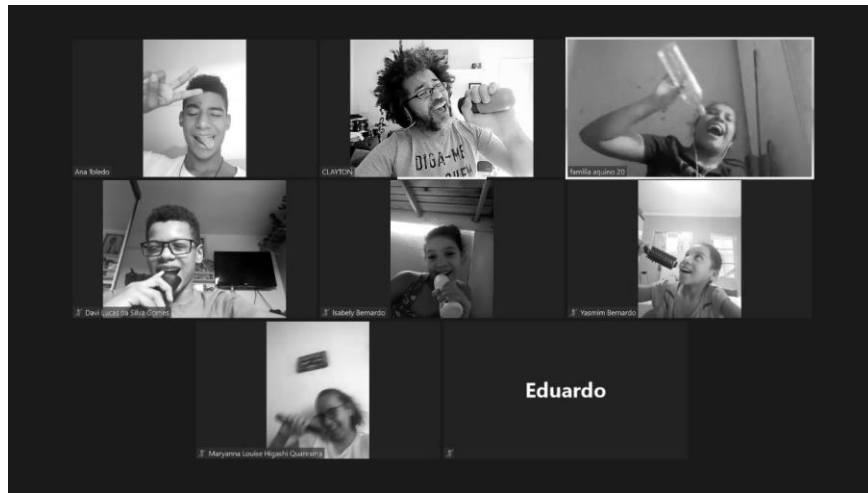 Ana Toledo
CLAYTON
DIGA-ME
familia aquino 20
Davi Lucas da Silva Gomes
Isabely Bernardo
Yasmim Bernardo
Maryanna Louise Higashi Quaresma
Eduardo